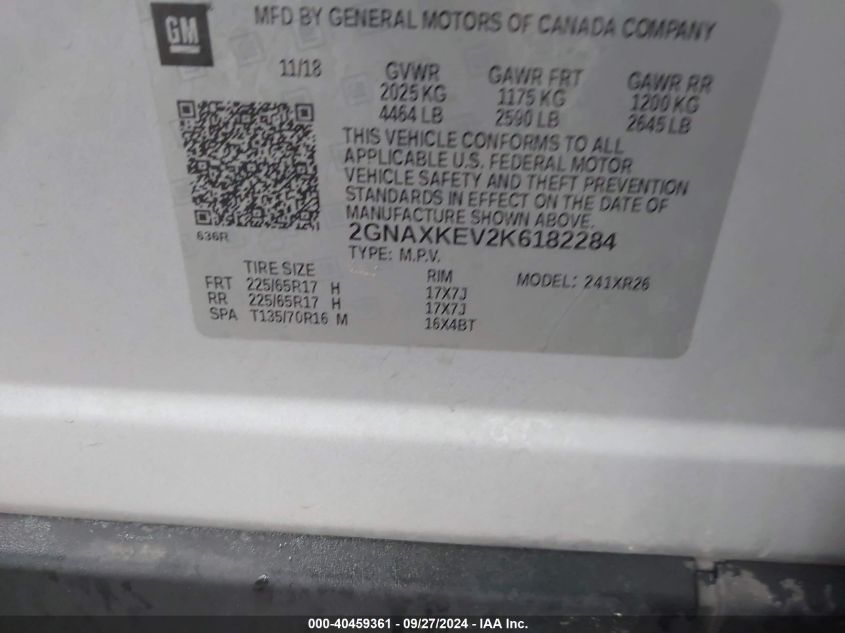 GM
MFD BY GENERAL MOTORS OF CANADA COMPANY
11/18 GVWR GAWR FRT GAWR RR
2025 KG 1175 KG 1200 KG
4464 LB 2590 LB 2645 LB
THIS VEHICLE CONFORMS TO ALL
APPLICABLE U.S. FEDERAL MOTOR
VEHICLE SAFETY AND THEFT PREVENTION
STANDARDS IN EFFECT ON THE DATE OF
MANUFACTURE SHOWN ABOVE.
636R
2GNAXKEV2K6182284
TYPE: M.P.V.
TIRE SIZE RIM MODEL: 241XR26
FRT 225/65R17 H 17X7J
RR 225/65R17 H 17X7J
SPA T135/70R16 M 16X4BT
000-40459361 - 09/27/2024 - IAA Inc.